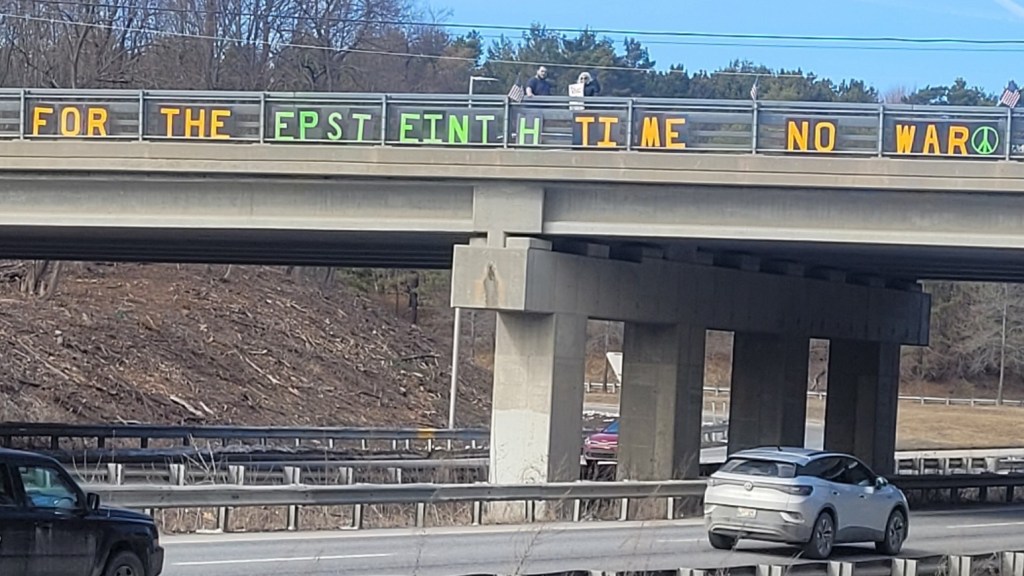 FOR THE EPSTEINTH TIME NO WAR